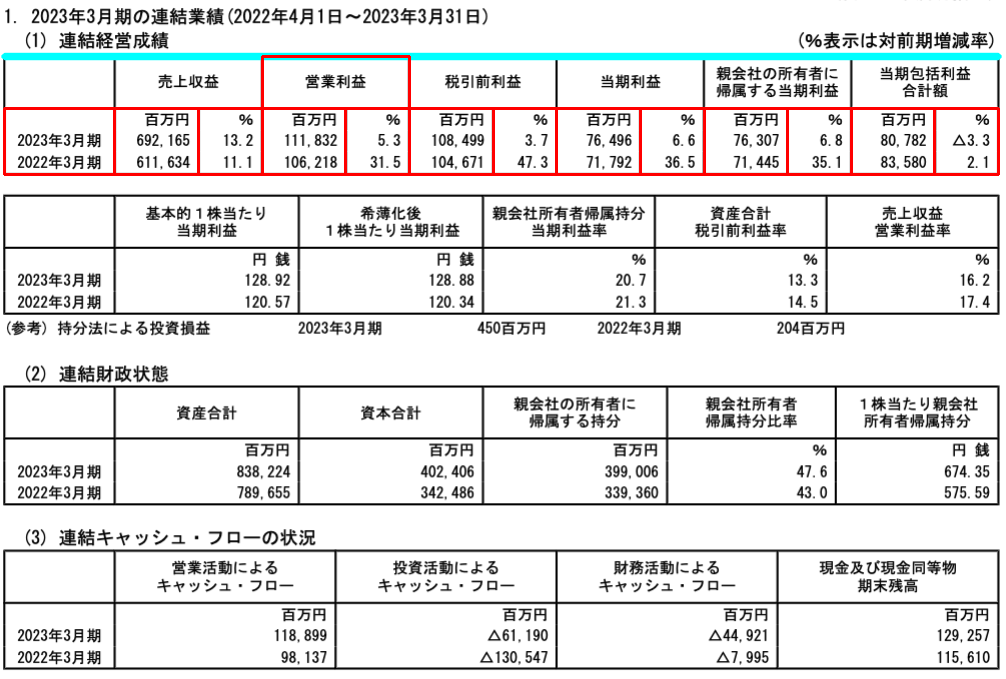 1. 2023年3月期の連結業績(2022年4月1日～2023年3月31日)
(1) 連結経営成績 (%表示は対前期増減率)
売上収益 営業利益 税引前利益 当期利益 親会社の所有者に帰属する当期利益 当期包括利益合計額
百万円 % 百万円 % 百万円 % 百万円 % 百万円 % 百万円 %
2023年3月期 692,165 13.2 111,832 5.3 108,499 3.7 76,496 6.6 76,307 6.8 80,782 △3.3
2022年3月期 611,634 11.1 106,218 31.5 104,671 47.3 71,792 36.5 71,445 35.1 83,580 2.1
基本的1株当たり当期利益 希薄化後1株当たり当期利益 親会社所有者帰属持分当期利益率 資産合計税引前利益率 売上収益営業利益率
円 銭 円 銭 % % %
2023年3月期 128.92 128.88 20.7 13.3 16.2
2022年3月期 120.57 120.34 21.3 14.5 17.4
(参考) 持分法による投資損益 2023年3月期 450百万円 2022年3月期 204百万円
(2) 連結財政状態
資産合計 資本合計 親会社の所有者に帰属する持分 親会社所有者帰属持分比率 1株当たり親会社所有者帰属持分
百万円 百万円 百万円 % 円 銭
2023年3月期 838,224 402,406 399,006 47.6 674.35
2022年3月期 789,655 342,486 339,360 43.0 575.59
(3) 連結キャッシュ・フローの状況
営業活動によるキャッシュ・フロー 投資活動によるキャッシュ・フロー 財務活動によるキャッシュ・フロー 現金及び現金同等物期末残高
百万円 百万円 百万円 百万円
2023年3月期 118,899 △61,190 △44,921 129,257
2022年3月期 98,137 △130,547 △7,995 115,610